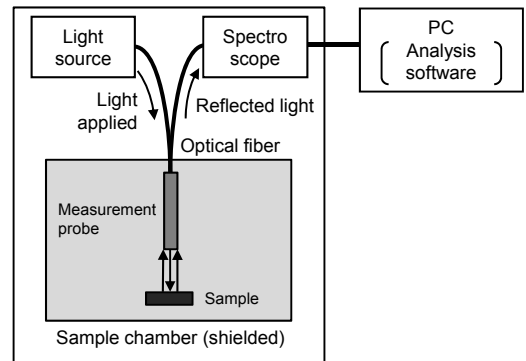 Light
source
Spectro
scope
PC
Analysis
software
Light
applied
Reflected light
Optical fiber
Measurement
probe
Sample
Sample chamber (shielded)